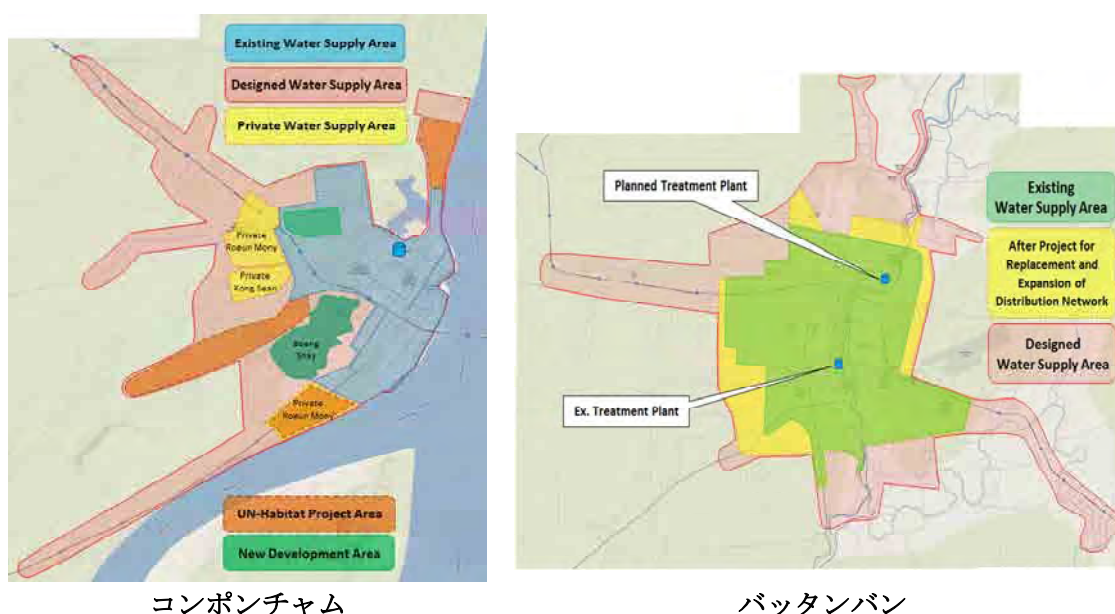 Existing Water Supply Area
Designed Water Supply Area
Private Water Supply Area
Private
Roeun Mony
Private
Kong Sean
Boeng
Snay
Private
Roeun Mony
UN-Habitat Project Area
New Development Area
コンポンチャム
Planned Treatment Plant
Ex. Treatment Plant
Existing
Water Supply Area
After Project for
Replacement and
Expansion of
Distribution Network
Designed
Water Supply Area
バッタンバン